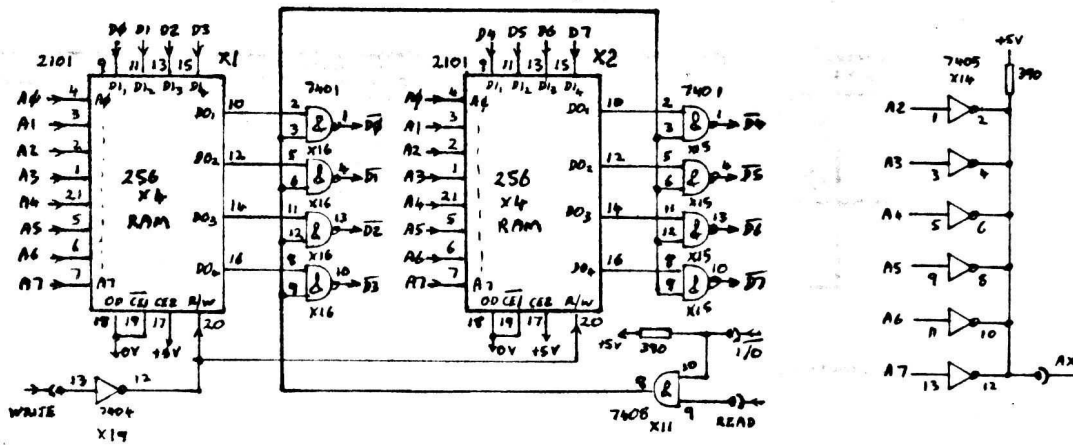 DØ D1 D2 D3
2101 9 11 13 15 X1
DI1 DI2 DI3 DI4
AØ 4 AØ
A1 3
A2 2
A3 1
A4 21
A5 5
A6 6
A7 7 A7
256
X4
RAM
DO1 10
DO2 12
DO3 14
DO4 16
OD CE1 CE2 R/W
18 19 17 20
0V +5V
7401
2 3 & 1 DØ
X16
5 6 & 4 D1
X16
11 12 & 13 D2
X16
8 9 & 10 D3
X16
WRITE 13 12
7404
X19
D4 D5 D6 D7
2101 9 11 13 15 X2
DI1 DI2 DI3 DI4
AØ 4 AØ
A1 3
A2 2
A3 1
A4 21
A5 5
A6 6
A7 7 A7
256
X4
RAM
DO1 10
DO2 12
DO3 14
DO4 16
OD CE1 CE2 R/W
18 19 17 20
0V +5V
7401
2 3 & 1 D4
X15
5 6 & 4 D5
X15
11 12 & 13 D6
X15
8 9 & 10 D7
X15
+5V 390 I/O
8 & 10
9 READ
7408
X11
+5V
7405
X14
390
A2 1 2
A3 3 4
A4 5 6
A5 9 8
A6 11 10
A7 13 12 AX